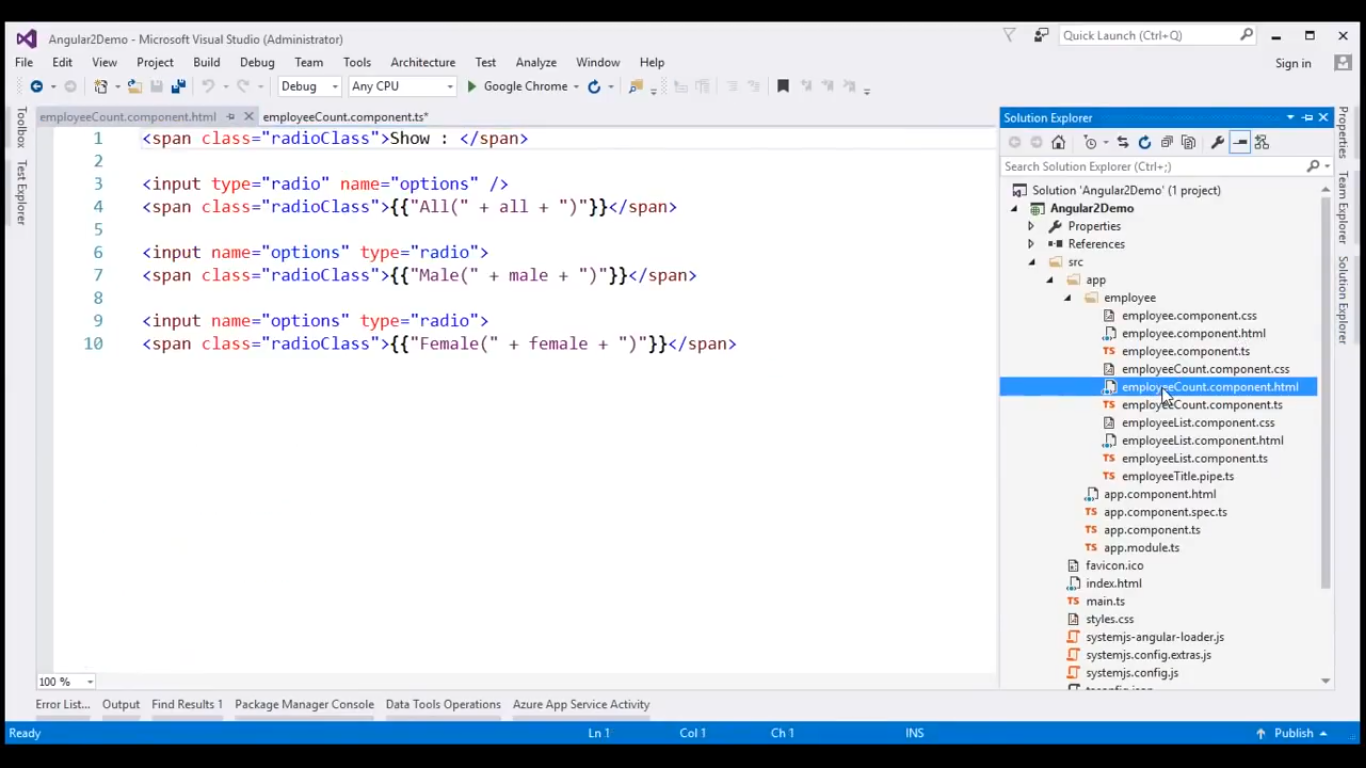 Angular2Demo - Microsoft Visual Studio (Administrator)
Quick Launch (Ctrl+Q)
File Edit View Project Build Debug Team Tools Architecture Test Analyze Window Help
Sign in
Debug Any CPU Google Chrome
employeeCount.component.html employeeCount.component.ts*
Toolbox
Test Explorer
1 <span class="radioClass">Show : </span>
2
3 <input type="radio" name="options" />
4 <span class="radioClass">{{"All(" + all + ")"}}</span>
5
6 <input name="options" type="radio">
7 <span class="radioClass">{{"Male(" + male + ")"}}</span>
8
9 <input name="options" type="radio">
10 <span class="radioClass">{{"Female(" + female + ")"}}</span>
100 %
Solution Explorer
Search Solution Explorer (Ctrl+;)
Solution 'Angular2Demo' (1 project)
Angular2Demo
Properties
References
src
app
employee
employee.component.css
employee.component.html
TS employee.component.ts
employeeCount.component.css
employeeCount.component.html
TS employeeCount.component.ts
employeeList.component.css
employeeList.component.html
TS employeeList.component.ts
TS employeeTitle.pipe.ts
app.component.html
TS app.component.spec.ts
TS app.component.ts
TS app.module.ts
favicon.ico
index.html
TS main.ts
styles.css
systemjs-angular-loader.js
systemjs.config.extras.js
systemjs.config.js
tsconfig.json
Properties
Team Explorer
Solution Explorer
Error List... Output Find Results 1 Package Manager Console Data Tools Operations Azure App Service Activity
Ready Ln 1 Col 1 Ch 1 INS Publish